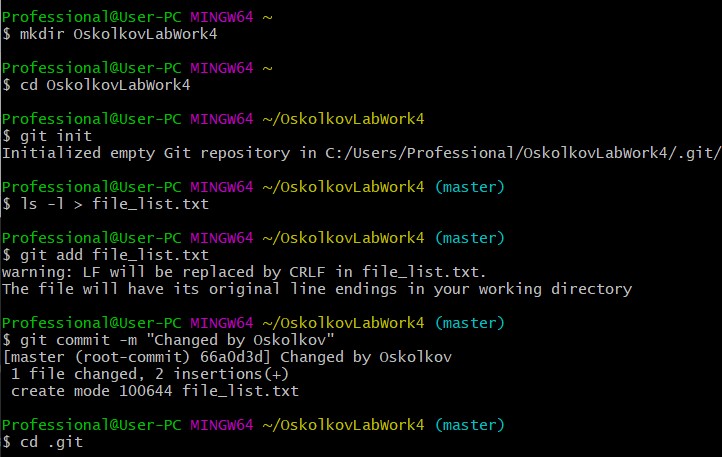 Professional@User-PC MINGW64 ~
$ mkdir OskolkovLabWork4
Professional@User-PC MINGW64 ~
$ cd OskolkovLabWork4
Professional@User-PC MINGW64 ~/OskolkovLabWork4
$ git init
Initialized empty Git repository in C:/Users/Professional/OskolkovLabWork4/.git/
Professional@User-PC MINGW64 ~/OskolkovLabWork4 (master)
$ ls -l > file_list.txt
Professional@User-PC MINGW64 ~/OskolkovLabWork4 (master)
$ git add file_list.txt
warning: LF will be replaced by CRLF in file_list.txt.
The file will have its original line endings in your working directory
Professional@User-PC MINGW64 ~/OskolkovLabWork4 (master)
$ git commit -m "Changed by Oskolkov"
[master (root-commit) 66a0d3d] Changed by Oskolkov
1 file changed, 2 insertions(+)
create mode 100644 file_list.txt
Professional@User-PC MINGW64 ~/OskolkovLabWork4 (master)
$ cd .git